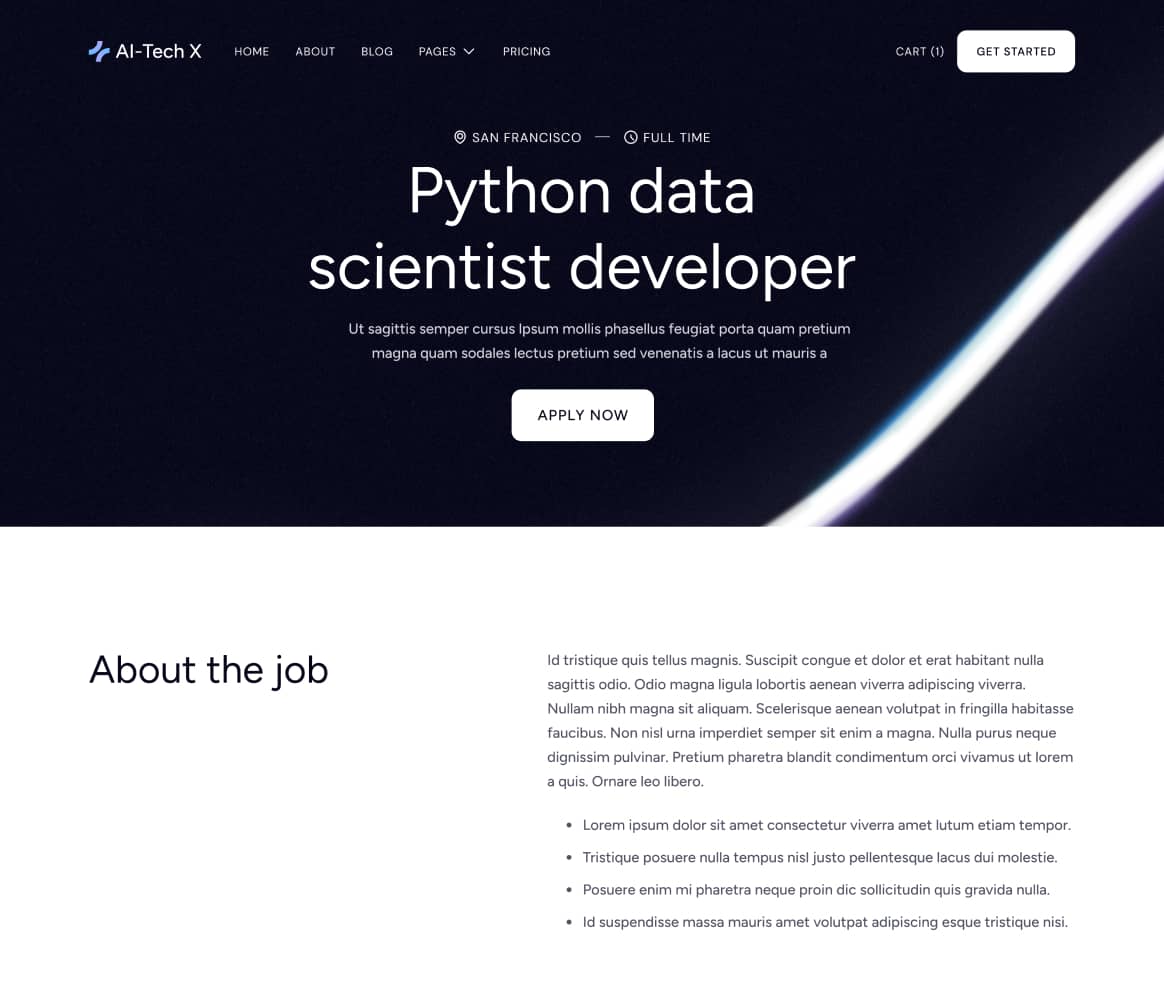 AI-Tech X HOME ABOUT BLOG PAGES PRICING CART (1) GET STARTED
SAN FRANCISCO — FULL TIME
Python data
scientist developer
Ut sagittis semper cursus Ipsum mollis phasellus feugiat porta quam pretium
magna quam sodales lectus pretium sed venenatis a lacus ut mauris a
APPLY NOW
About the job
Id tristique quis tellus magnis. Suscipit congue et dolor et erat habitant nulla
sagittis odio. Odio magna ligula lobortis aenean viverra adipiscing viverra.
Nullam nibh magna sit aliquam. Scelerisque aenean volutpat in fringilla habitasse
faucibus. Non nisl urna imperdiet semper sit enim a magna. Nulla purus neque
dignissim pulvinar. Pretium pharetra blandit condimentum orci vivamus ut lorem
a quis. Ornare leo libero.
• Lorem ipsum dolor sit amet consectetur viverra amet lutum etiam tempor.
• Tristique posuere nulla tempus nisl justo pellentesque lacus dui molestie.
• Posuere enim mi pharetra neque proin dic sollicitudin quis gravida nulla.
• Id suspendisse massa mauris amet volutpat adipiscing esque tristique nisi.